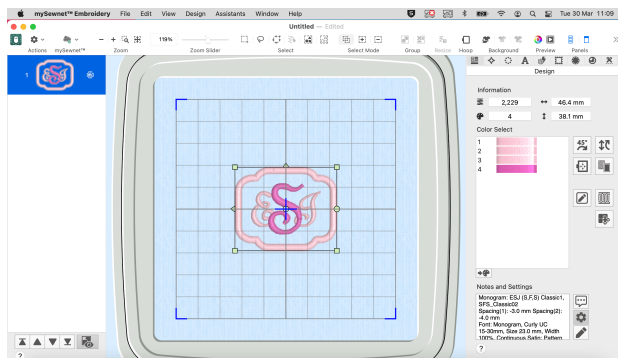 mySewnet™ Embroidery File Edit View Design Assistants Window Help Tue 30 Mar 11:09
Untitled — Edited
119%
Actions mySewnet™ Zoom Zoom Slider Select Select Mode Group Resize Hoop Background Preview Panels
Design
1
Information
2,229 46.4 mm
4 38.1 mm
Color Select
1
2
3
4
45°
Notes and Settings
Monogram: ESJ (S,F,S) Classic1,
SFS_Classic02
Spacing(1): -3.0 mm Spacing(2):
-4.0 mm
Font: Monogram, Curly UC
15-30mm, Size 23.0 mm, Width
100%, Continuous Satin: Pattern
?
?